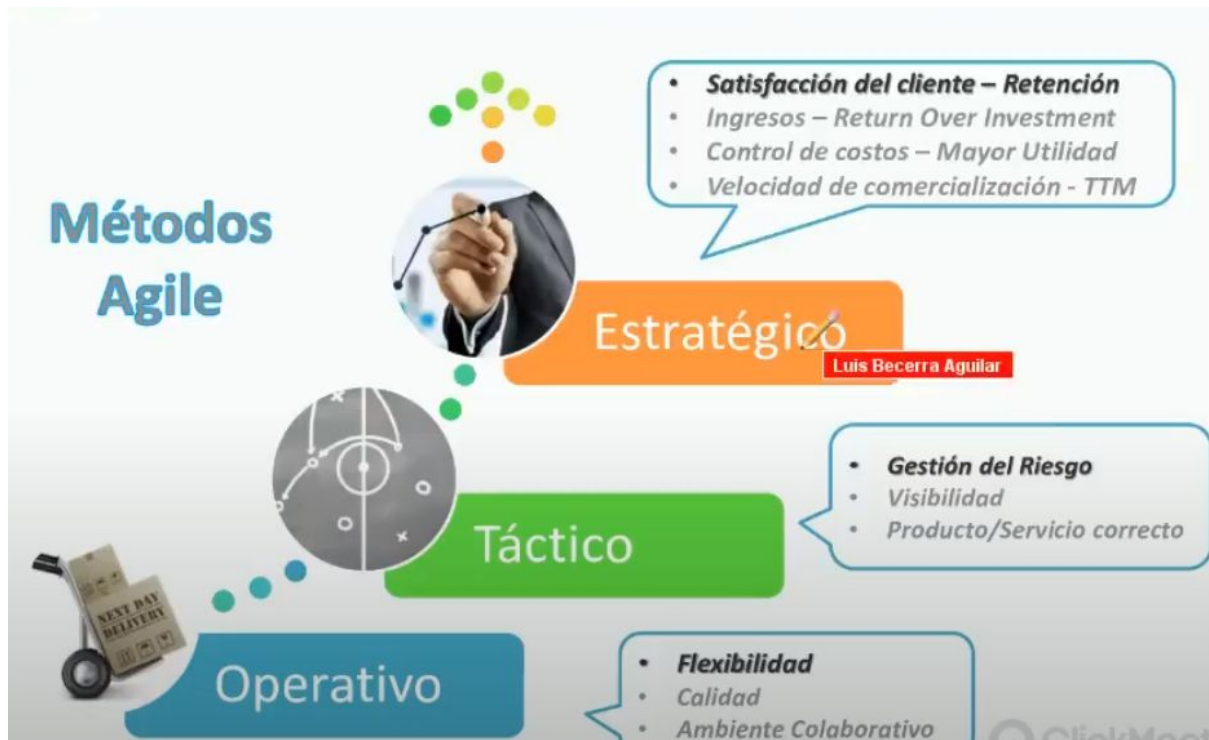 Métodos
Agile
• Satisfacción del cliente – Retención
• Ingresos – Return Over Investment
• Control de costos – Mayor Utilidad
• Velocidad de comercialización - TTM
Estratégico
Luis Becerra Aguilar
• Gestión del Riesgo
• Visibilidad
• Producto/Servicio correcto
Táctico
NEXT DAY
DELIVERY
Operativo
• Flexibilidad
• Calidad
• Ambiente Colaborativo